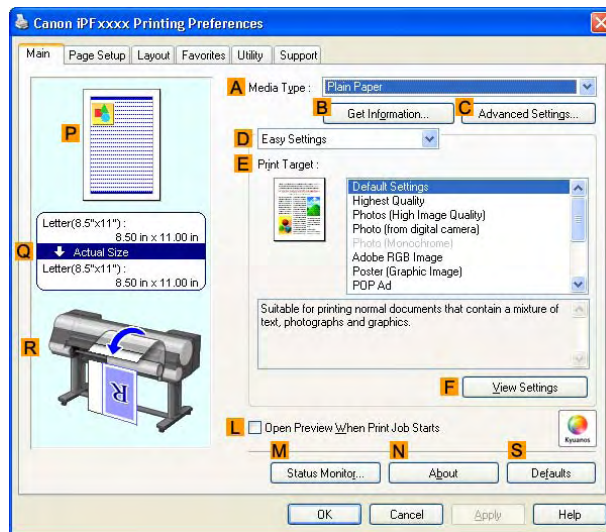 Canon iPFxxxx Printing Preferences
Main Page Setup Layout Favorites Utility Support
A Media Type : Plain Paper
B Get Information... C Advanced Settings...
D Easy Settings
E Print Target :
P
Default Settings
Highest Quality
Photos (High Image Quality)
Photo (from digital camera)
Photo (Monochrome)
Adobe RGB Image
Poster (Graphic Image)
POP Ad
Letter(8.5"x11") :
8.50 in x 11.00 in
Q Actual Size
Letter(8.5"x11") :
8.50 in x 11.00 in
Suitable for printing normal documents that contain a mixture of
text, photographs and graphics.
R
R
F View Settings
L Open Preview When Print Job Starts
Kyuanos
M Status Monitor... N About S Defaults
OK Cancel Apply Help